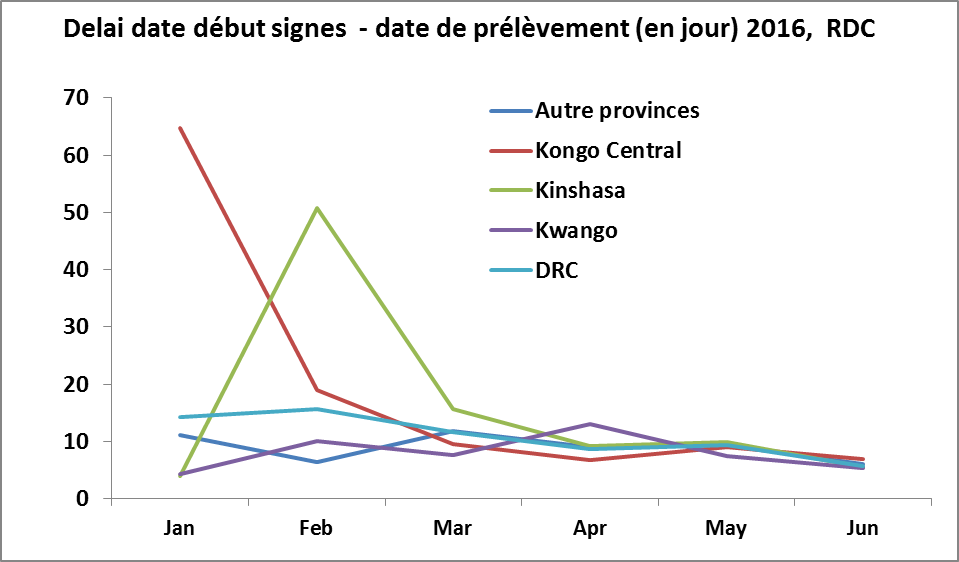 Delai date début signes - date de prélèvement (en jour) 2016, RDC
70
60
50
40
30
20
10
0
Autre provinces
Kongo Central
Kinshasa
Kwango
DRC
Jan Feb Mar Apr May Jun